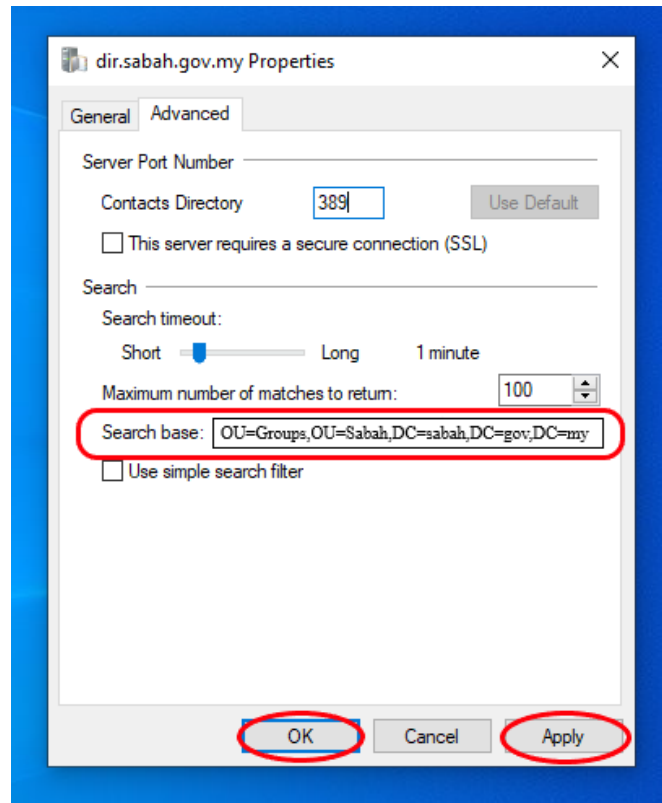 dir.sabah.gov.my Properties
General Advanced
Server Port Number
Contacts Directory 389 Use Default
This server requires a secure connection (SSL)
Search
Search timeout:
Short Long 1 minute
Maximum number of matches to return: 100
Search base: OU=Groups,OU=Sabah,DC=sabah,DC=gov,DC=my
Use simple search filter
OK Cancel Apply